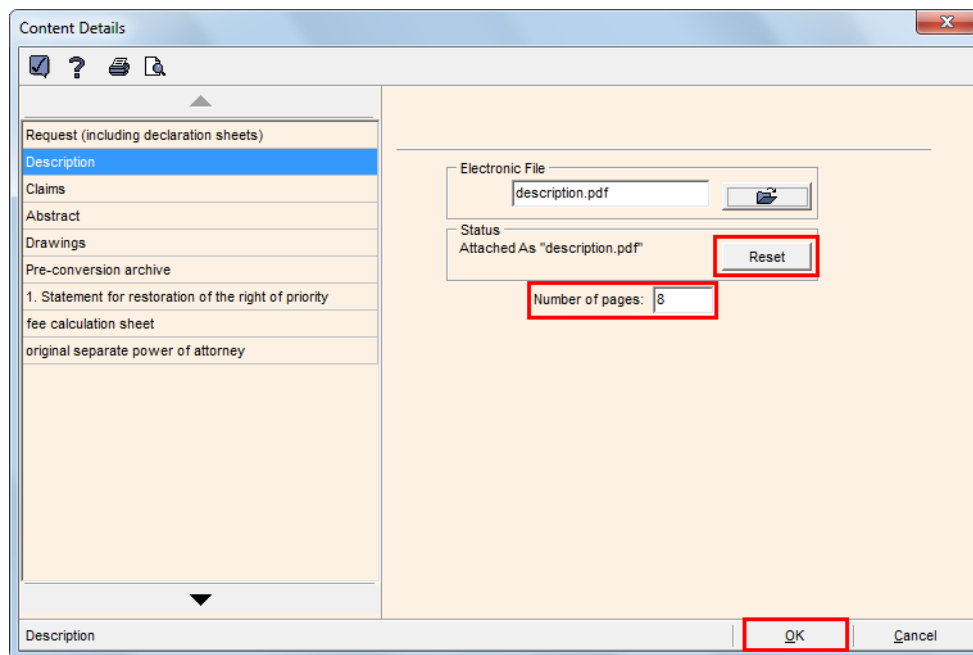 Content Details
Request (including declaration sheets)
Description
Claims
Abstract
Drawings
Pre-conversion archive
1. Statement for restoration of the right of priority
fee calculation sheet
original separate power of attorney
Electronic File
description.pdf
Status
Attached As "description.pdf"
Reset
Number of pages: 8
Description
OK
Cancel